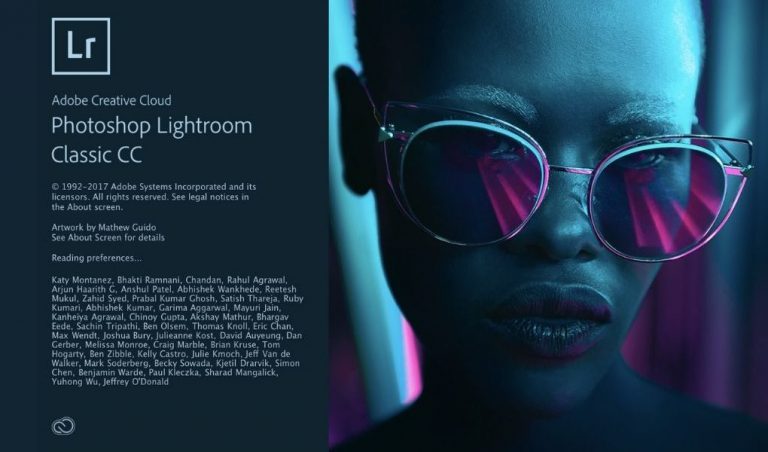 Lr
Adobe Creative Cloud
Photoshop Lightroom
Classic CC
© 1992-2017 Adobe Systems Incorporated and its
licensors. All rights reserved. See legal notices in
the About screen.
Artwork by Mathew Guido
See About Screen for details
Reading preferences...
Katy Montanez, Bhakti Ramnani, Chandan, Rahul Agrawal,
Arjun Haarith G, Anshul Patel, Abhishek Wankhede, Reetesh
Mukul, Zahid Syed, Prabal Kumar Ghosh, Satish Thareja, Ruby
Kumari, Abhishek Kumar, Garima Aggarwal, Mayuri Jain,
Kanheiya Agrawal, Chinoy Gupta, Akshay Mathur, Bhargav
Eede, Sachin Tripathi, Ben Olsem, Thomas Knoll, Eric Chan,
Max Wendt, Joshua Bury, Julieanne Kost, David Auyeung, Dan
Gerber, Melissa Monroe, Craig Marble, Brian Kruse, Tom
Hogarty, Ben Zibble, Kelly Castro, Julie Kmoch, Jeff Van de
Walker, Mark Soderberg, Becky Sowada, Kjetil Drarvik, Simon
Chen, Benjamin Warde, Paul Kleczka, Sharad Mangalick,
Yuhong Wu, Jeffrey O'Donald